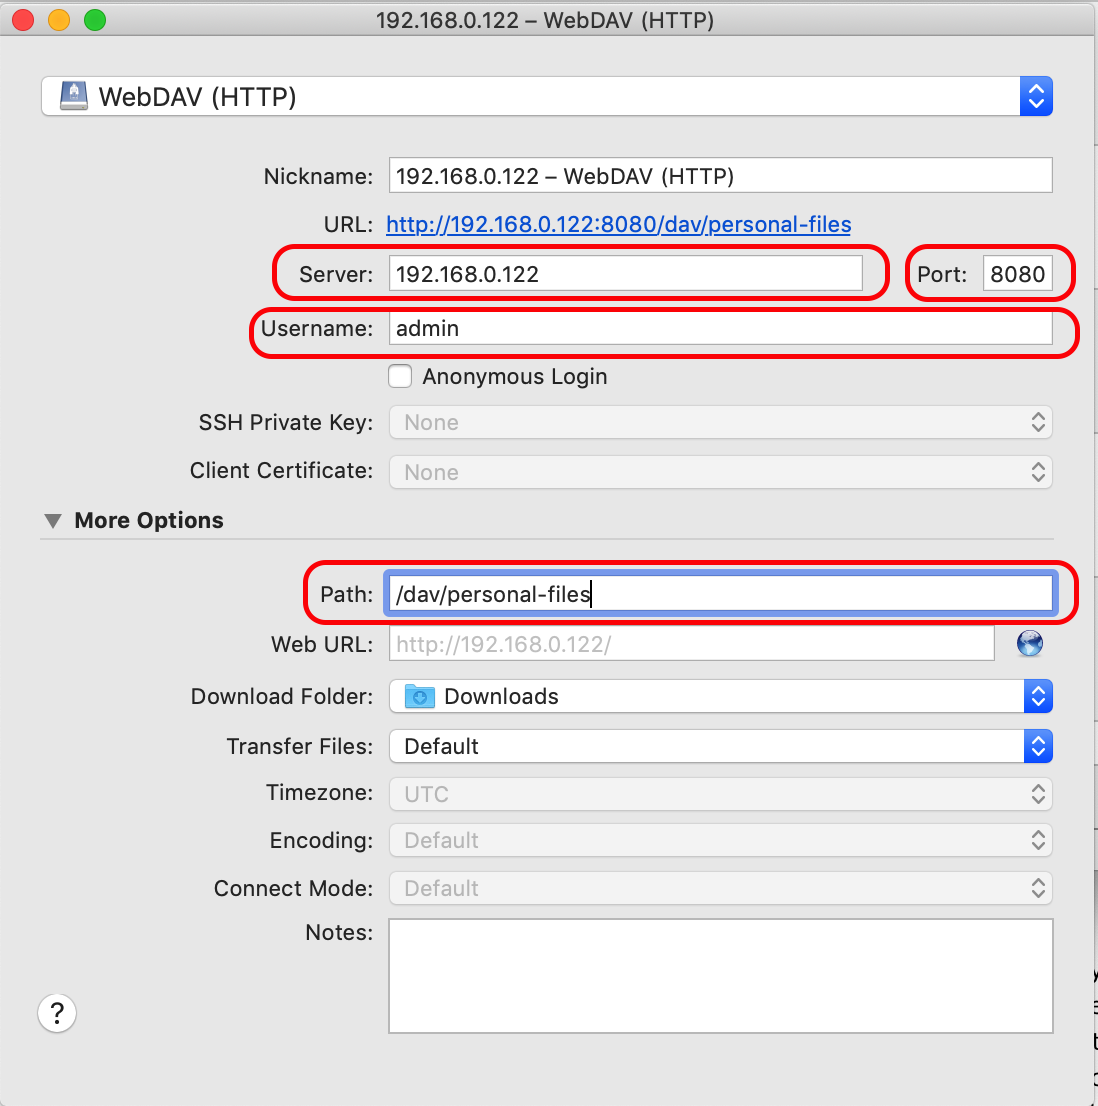 192.168.0.122 – WebDAV (HTTP)
WebDAV (HTTP)
Nickname: 192.168.0.122 – WebDAV (HTTP)
URL: http://192.168.0.122:8080/dav/personal-files
Server: 192.168.0.122 Port: 8080
Username: admin
Anonymous Login
SSH Private Key: None
Client Certificate: None
More Options
Path: /dav/personal-files
Web URL: http://192.168.0.122/
Download Folder: Downloads
Transfer Files: Default
Timezone: UTC
Encoding: Default
Connect Mode: Default
Notes:
?